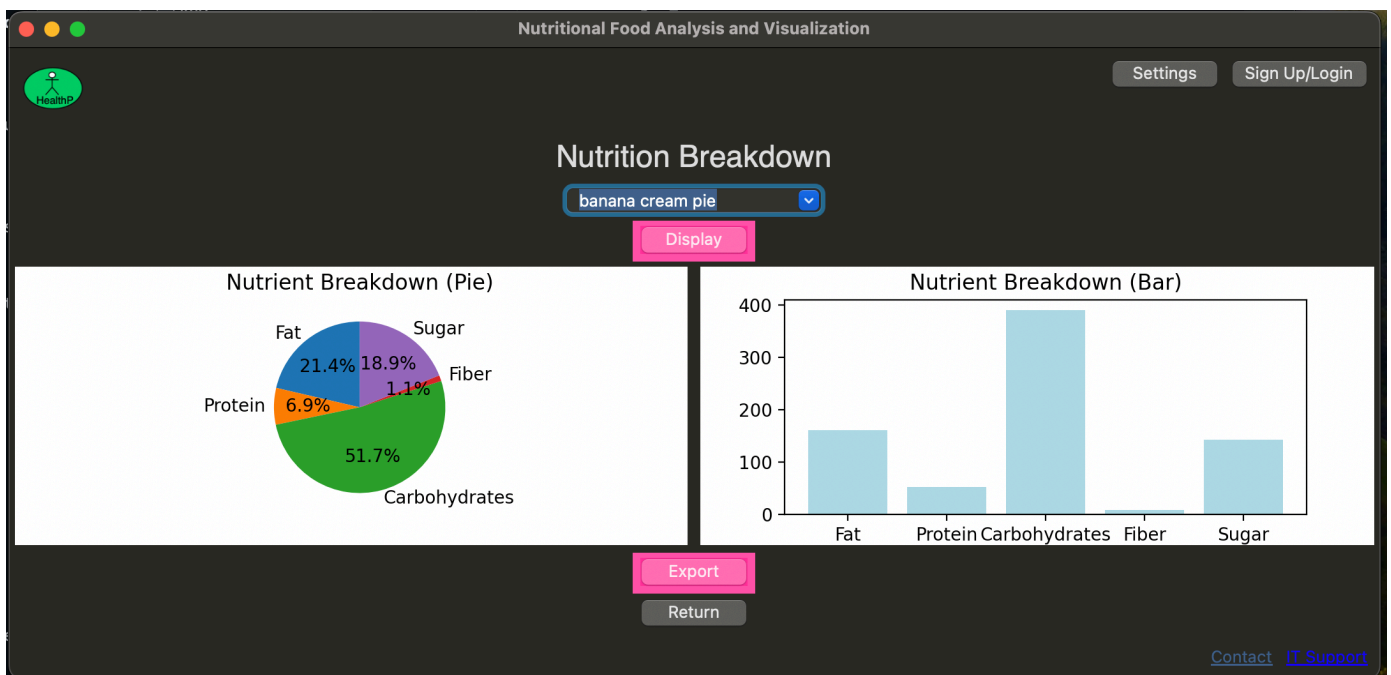 Nutritional Food Analysis and Visualization
HealthP
Settings
Sign Up/Login
Nutrition Breakdown
banana cream pie
Display
Nutrient Breakdown (Pie)
Fat
Sugar
21.4%
18.9%
Fiber
1.1%
Protein
6.9%
51.7%
Carbohydrates
Nutrient Breakdown (Bar)
400
300
200
100
0
Fat
Protein
Carbohydrates
Fiber
Sugar
Export
Return
Contact
IT Support